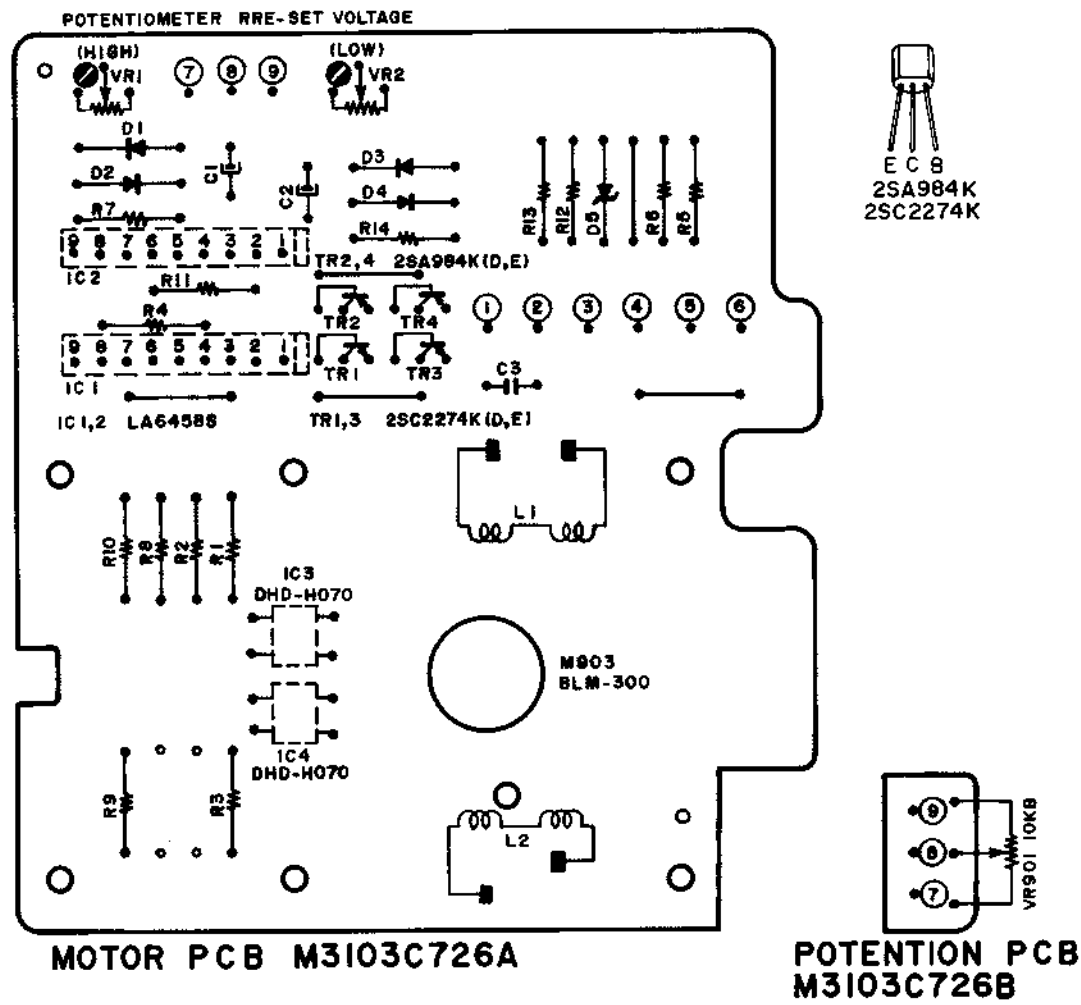 POTENTIOMETER RRE-SET VOLTAGE
(HIGH)
VR1
7 8 9
(LOW)
VR2
D1
D2
C1
R7
C2
D3
D4
R14
R13
R12
D5
R6
R5
E C B
2SA984K
2SC2274K
9 8 7 6 5 4 3 2 1
IC2
R11
TR2,4 2SA984K(D,E)
TR2
TR4
1 2 3 4 5 6
R4
9 8 7 6 5 4 3 2 1
IC1
TR1
TR3
C3
IC1,2 LA6458S
TR1,3 2SC2274K(D,E)
L1
R10
R8
R2
R1
IC3
DHD-H070
M903
BLM-300
IC4
DHD-H070
R9
R3
L2
9
8
7
VR901 10KB
MOTOR PCB M3103C726A
POTENTION PCB
M3103C726B